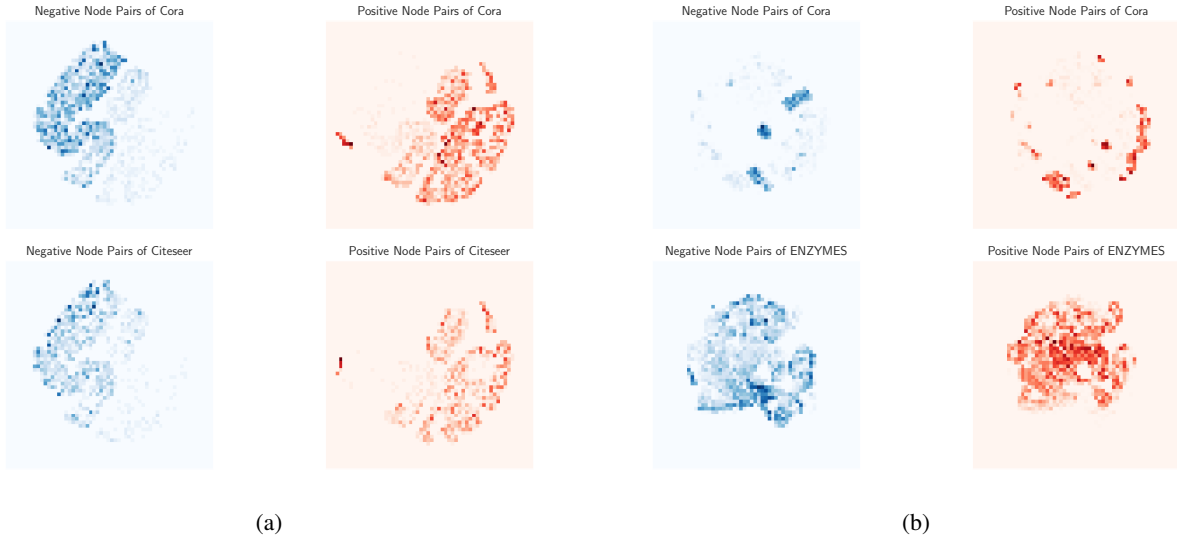 Negative Node Pairs of Cora
Positive Node Pairs of Cora
Negative Node Pairs of Cora
Positive Node Pairs of Cora
Negative Node Pairs of Citeseer
Positive Node Pairs of Citeseer
Negative Node Pairs of ENZYMES
Positive Node Pairs of ENZYMES
(a)
(b)